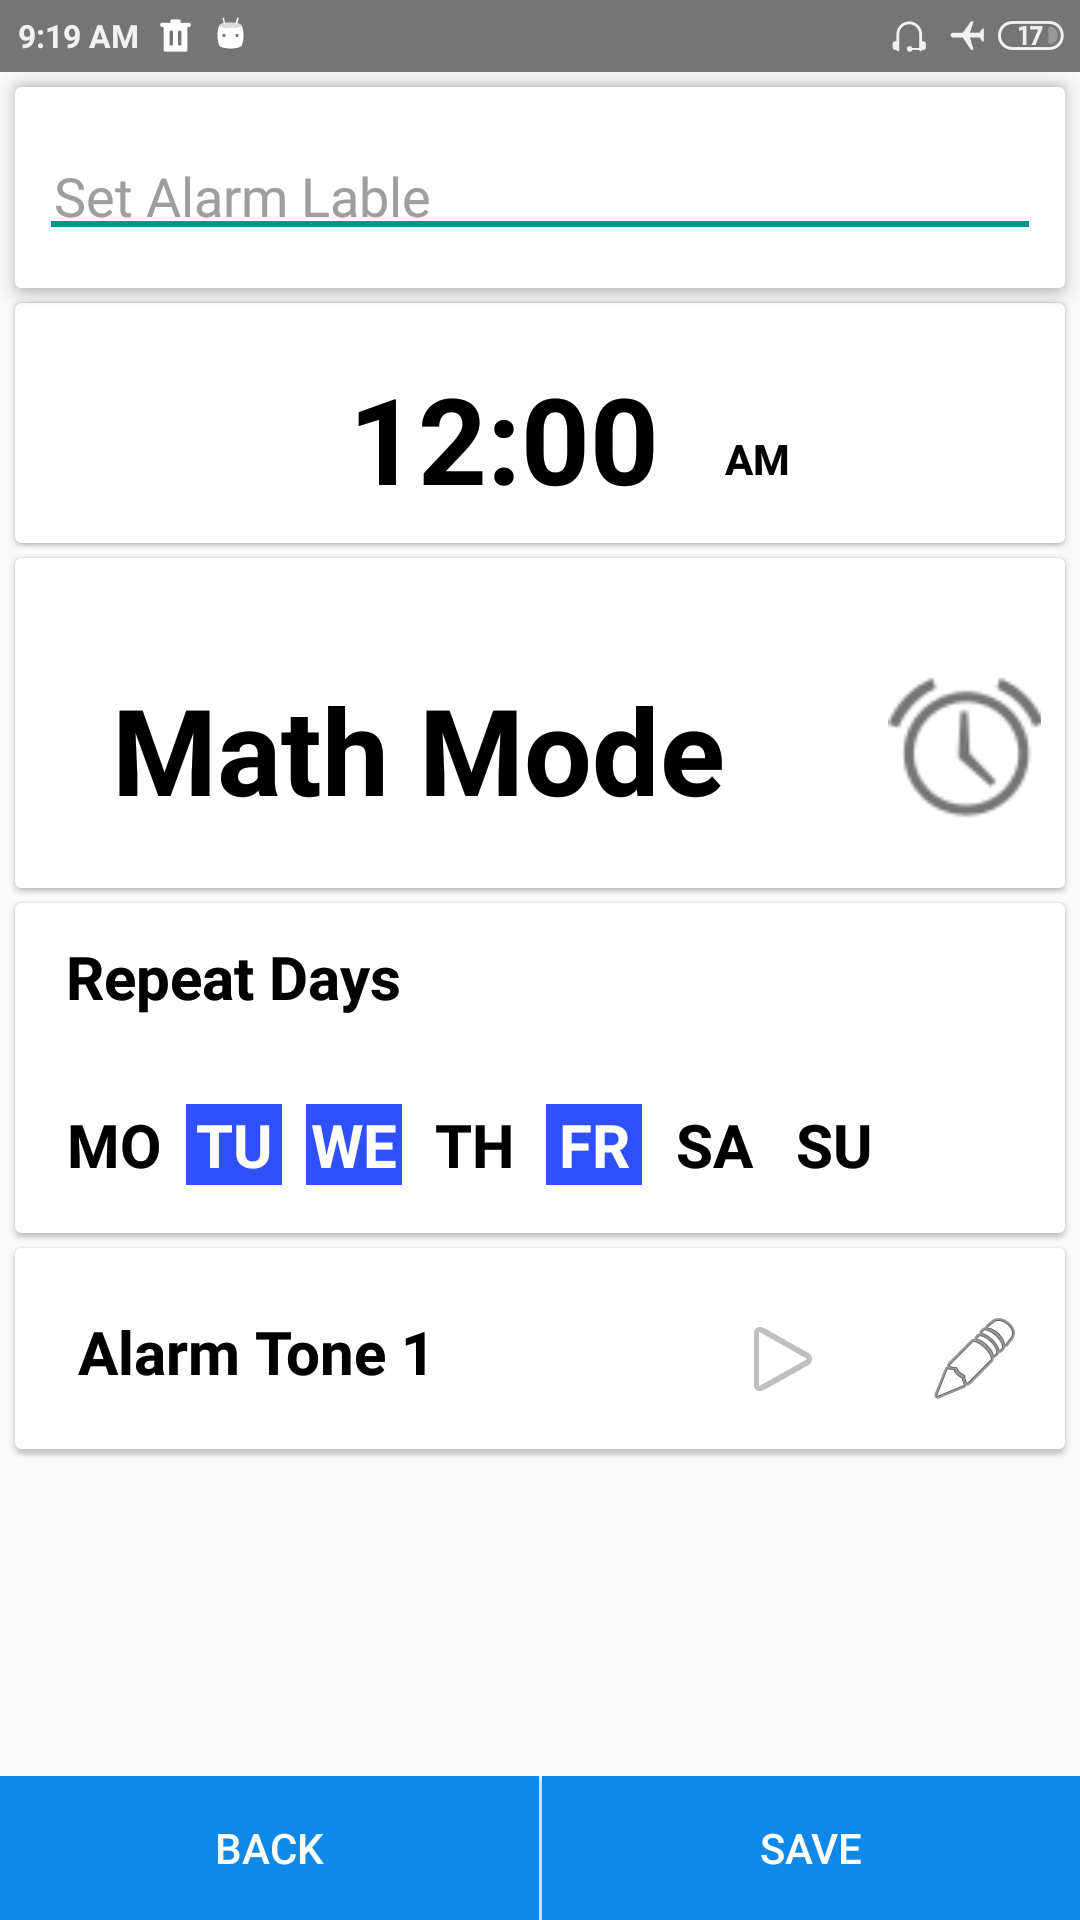 9:19 AM 17
Set Alarm Lable
12:00 AM
Math Mode
Repeat Days
MO TU WE TH FR SA SU
Alarm Tone 1
BACK SAVE